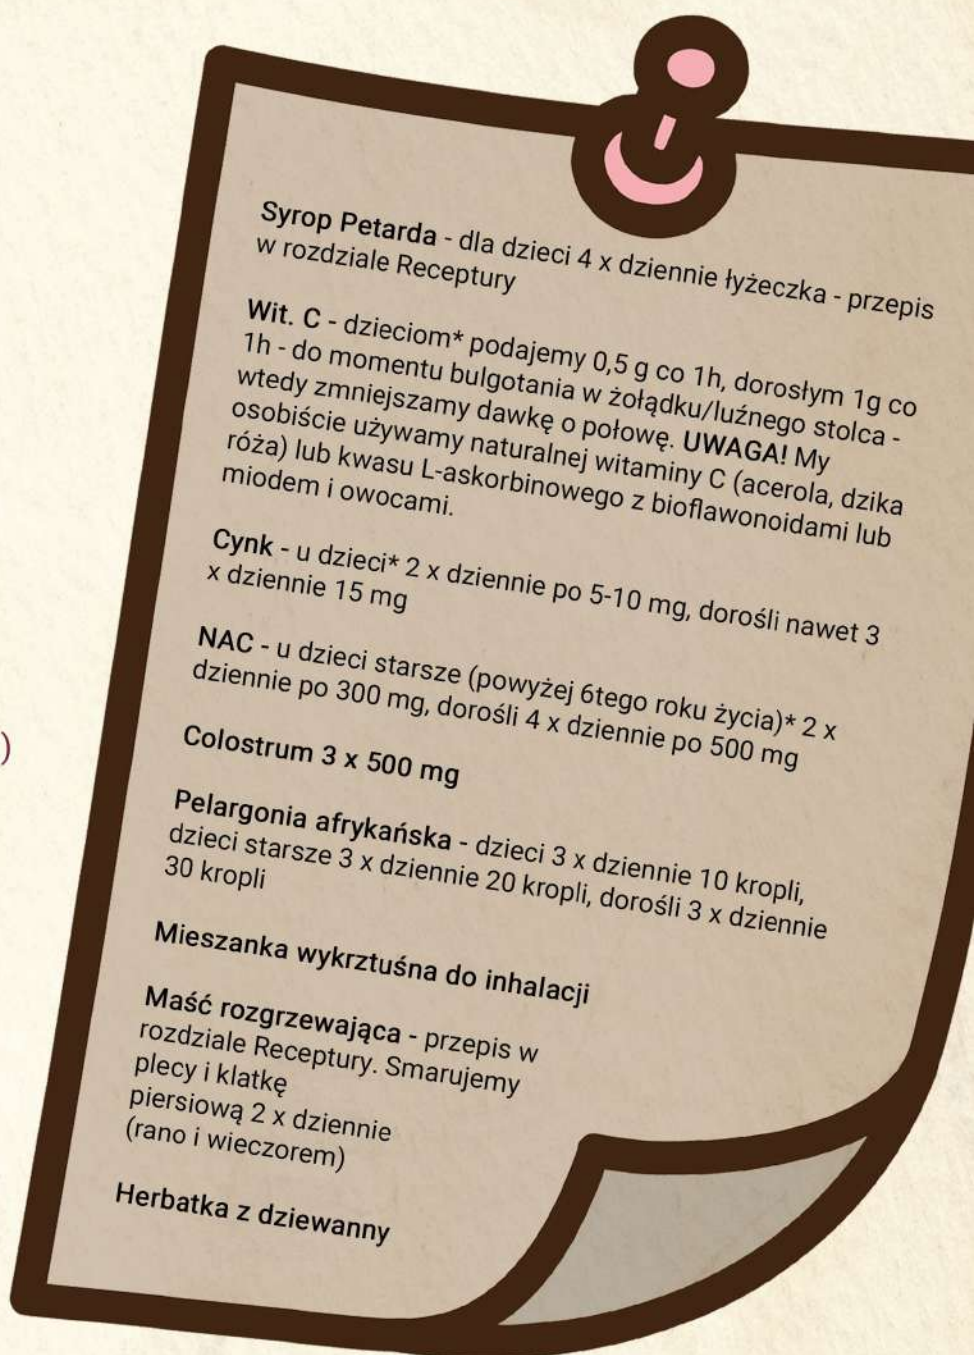 Syrop Petarda - dla dzieci 4 x dziennie łyżeczka - przepis
w rozdziale Receptury
Wit. C - dzieciom* podajemy 0,5 g co 1h, dorosłym 1g co
1h - do momentu bulgotania w żołądku/luźnego stolca -
wtedy zmniejszamy dawkę o połowę. UWAGA! My
osobiście używamy naturalnej witaminy C (acerola, dzika
róża) lub kwasu L-askorbinowego z bioflawonoidami lub
miodem i owocami.
Cynk - u dzieci* 2 x dziennie po 5-10 mg, dorośli nawet 3
x dziennie 15 mg
NAC - u dzieci starsze (powyżej 6tego roku życia)* 2 x
dziennie po 300 mg, dorośli 4 x dziennie po 500 mg
)
Colostrum 3 x 500 mg
Pelargonia afrykańska - dzieci 3 x dziennie 10 kropli,
dzieci starsze 3 x dziennie 20 kropli, dorośli 3 x dziennie
30 kropli
Mieszanka wykrztuśna do inhalacji
Maść rozgrzewająca - przepis w
rozdziale Receptury. Smarujemy
plecy i klatkę
piersiową 2 x dziennie
(rano i wieczorem)
Herbatka z dziewanny